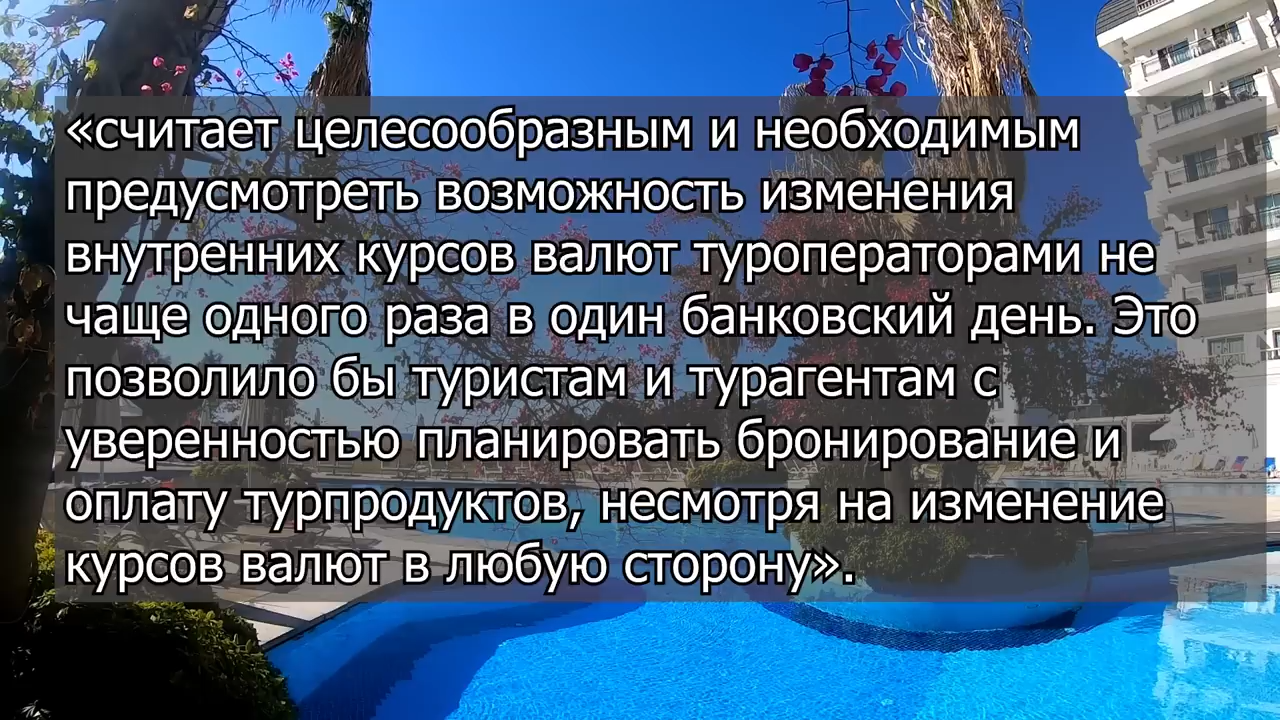 «считает целесообразным и необходимым
предусмотреть возможность изменения
внутренних курсов валют туроператорами не
чаще одного раза в один банковский день. Это
позволило бы туристам и турагентам с
уверенностью планировать бронирование и
оплату турпродуктов, несмотря на изменение
курсов валют в любую сторону».